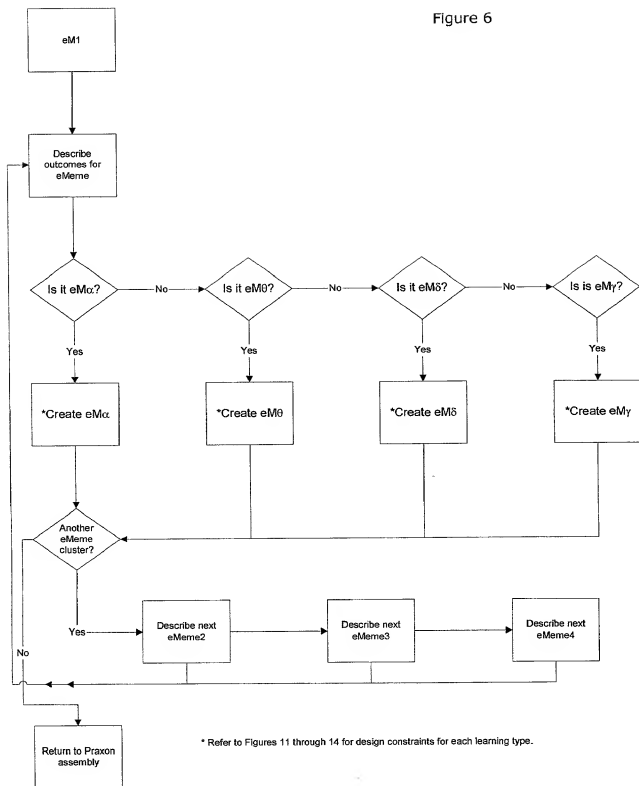 Figure 6
eM1
Describe
outcomes for
eMeme
Is it eMα?
No
Is it eMθ?
No
Is it eMδ?
No
Is is eMγ?
Yes
Yes
Yes
Yes
*Create eMα
*Create eMθ
*Create eMδ
*Create eMγ
Another
eMeme
cluster?
Yes
Describe next
eMeme2
Describe next
eMeme3
Describe next
eMeme4
No
Return to Praxon
assembly
* Refer to Figures 11 through 14 for design constraints for each learning type.